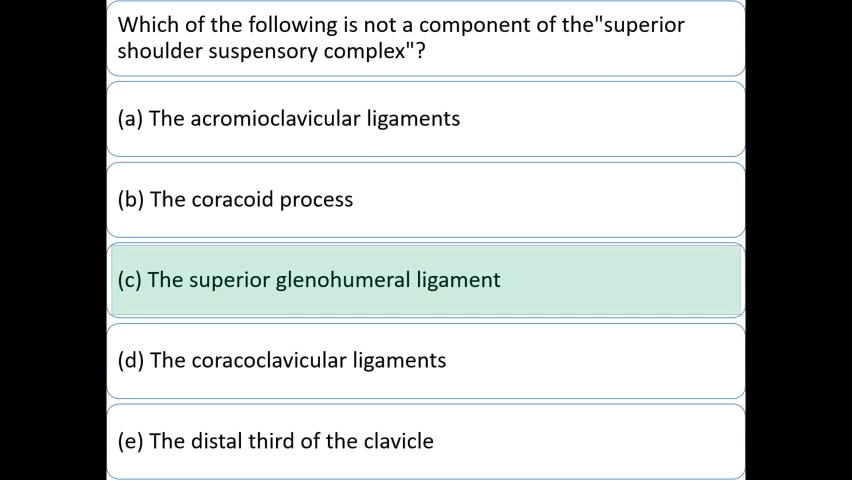 Which of the following is not a component of the"superior
shoulder suspensory complex"?
(a) The acromioclavicular ligaments
(b) The coracoid process
(c) The superior glenohumeral ligament
(d) The coracoclavicular ligaments
(e) The distal third of the clavicle